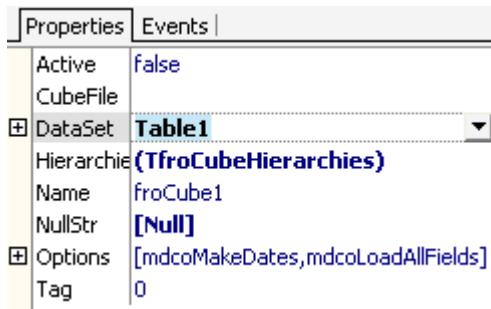 Properties Events
Active false
CubeFile
DataSet Table1
Hierarchie (TfroCubeHierarchies)
Name froCube1
NullStr [Null]
Options [mdcoMakeDates,mdcoLoadAllFields]
Tag 0